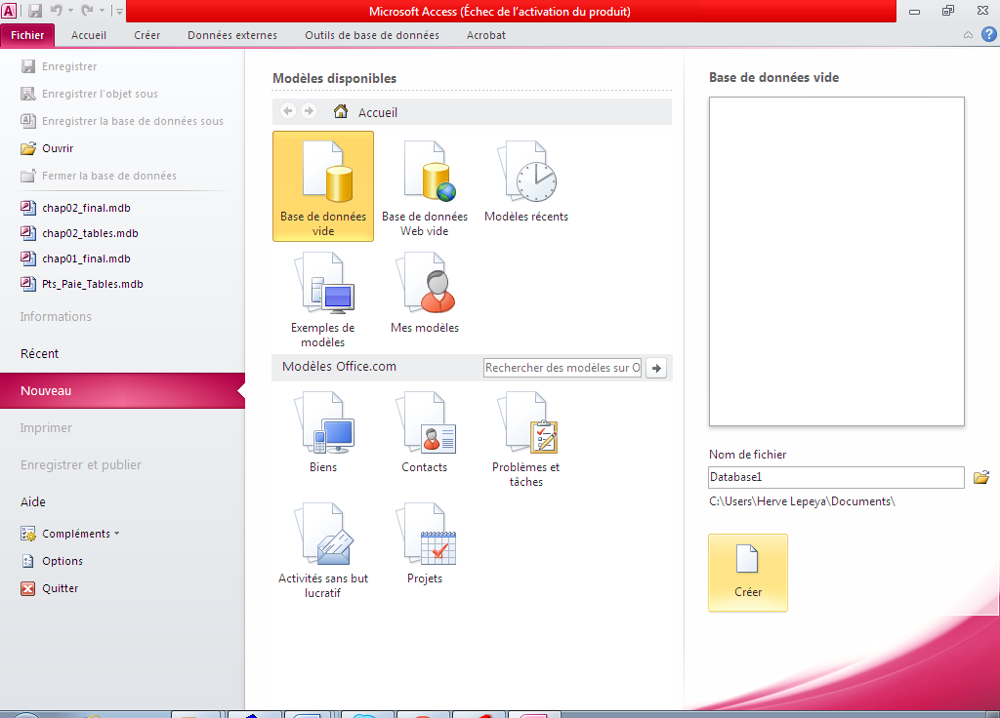 Microsoft Access (Échec de l'activation du produit)
Fichier
Accueil
Créer
Données externes
Outils de base de données
Acrobat
Enregistrer
Enregistrer l'objet sous
Enregistrer la base de données sous
Ouvrir
Fermer la base de données
chap02_final.mdb
chap02_tables.mdb
chap01_final.mdb
Pts_Paie_Tables.mdb
Informations
Récent
Nouveau
Imprimer
Enregistrer et publier
Aide
Compléments
Options
Quitter
Modèles disponibles
Accueil
Base de données
vide
Base de données
Web vide
Modèles récents
Exemples de
modèles
Mes modèles
Modèles Office.com
Rechercher des modèles sur O
Biens
Contacts
Problèmes et
tâches
Activités sans but
lucratif
Projets
Base de données vide
Nom de fichier
Database1
C:\Users\Herve Lepeya\Documents\
Créer